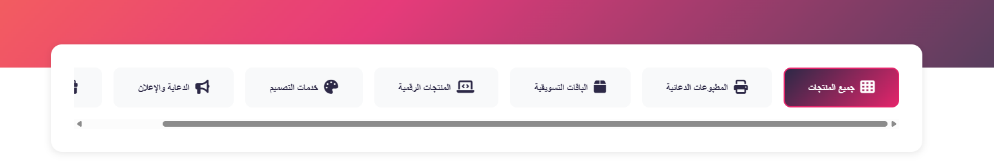 جميع المنتجات
المطبوعات الدعائية
الباقات التسويقية
المنتجات الرقمية
خدمات التصميم
الدعاية والإعلان